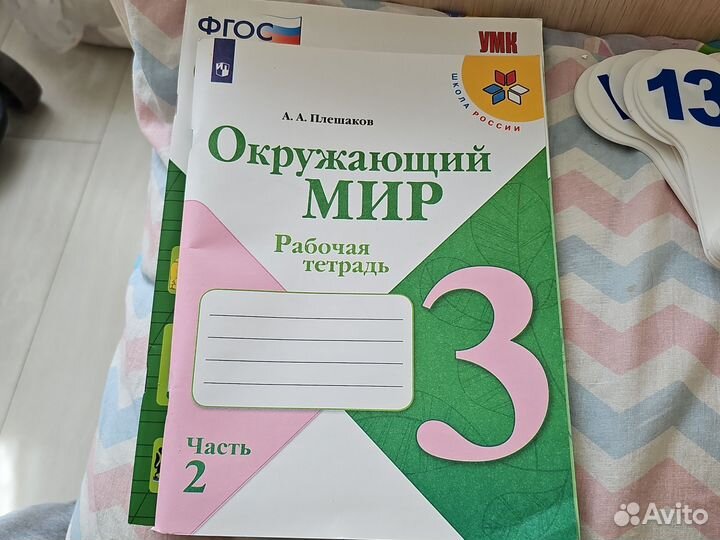 ФГОС
УМК
ШКОЛА РОССИИ
А. А. Плешаков
Окружающий
МИР
Рабочая
тетрадь
3
Часть
2
13
Avito